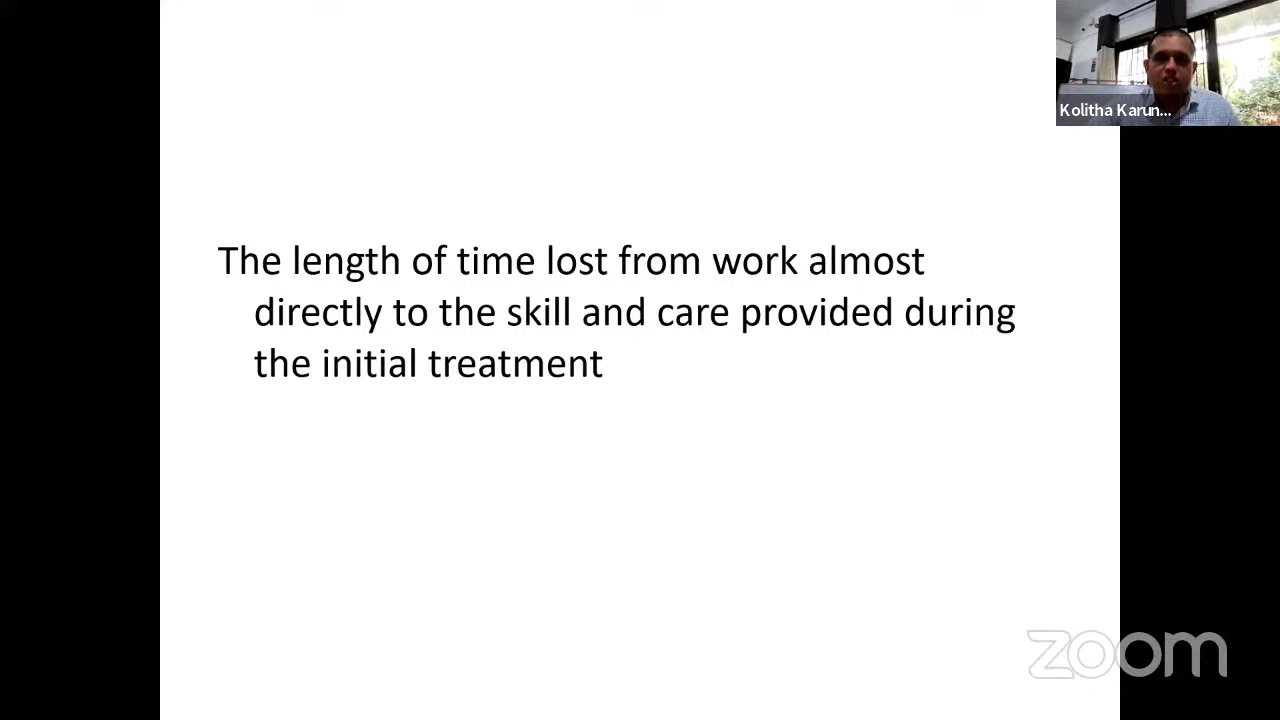 Kolitha Karun...
The length of time lost from work almost
directly to the skill and care provided during
the initial treatment
zoom